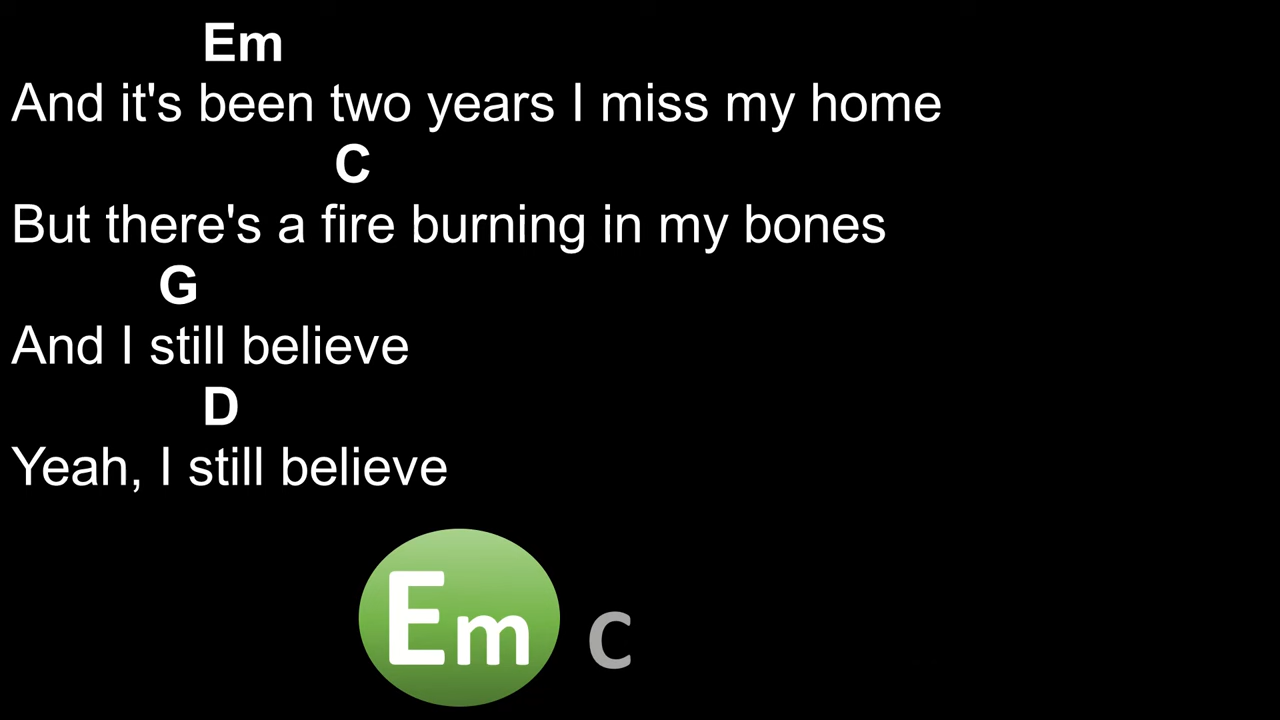 Em
And it's been two years I miss my home
C
But there's a fire burning in my bones
G
And I still believe
D
Yeah, I still believe
Em C